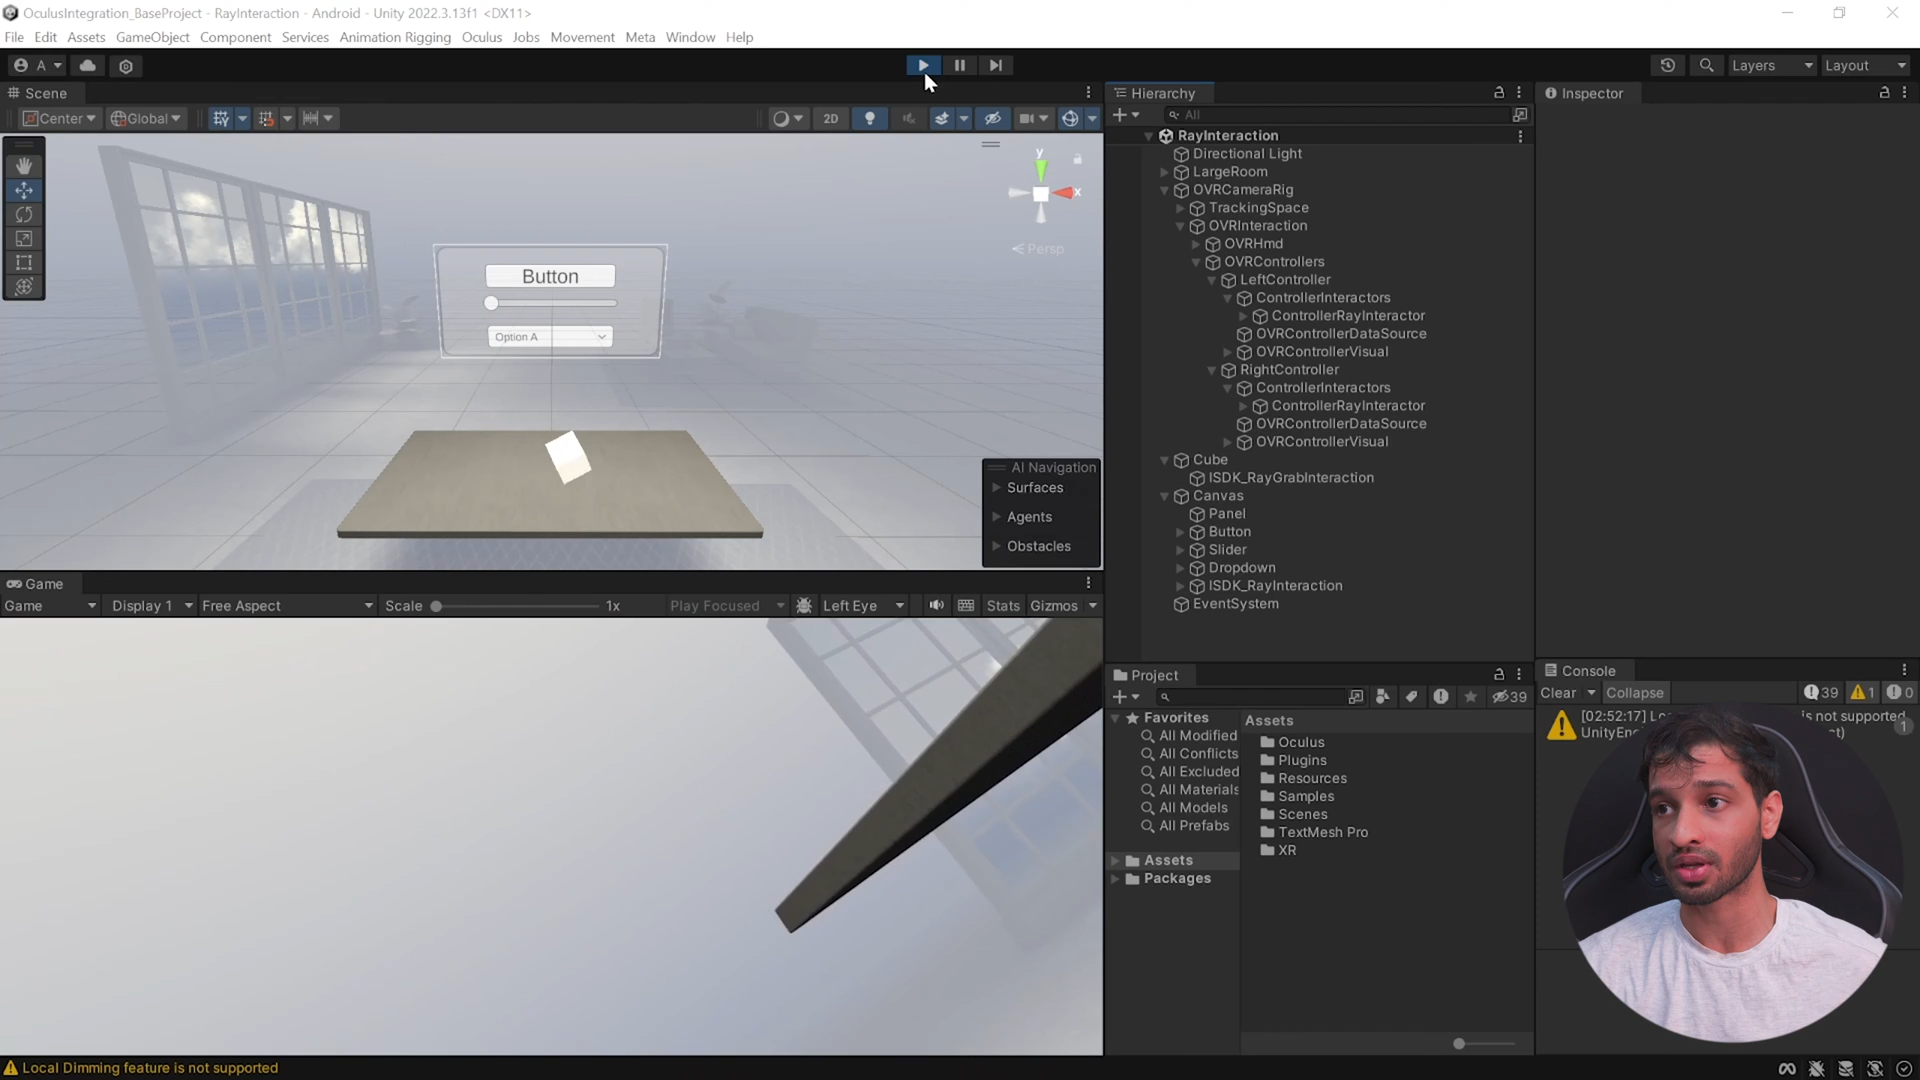 OculusIntegration_BaseProject - RayInteraction - Android - Unity 2022.3.13f1 <DX11>
File Edit Assets GameObject Component Services Animation Rigging Oculus Jobs Movement Meta Window Help
A
Layers
Layout
Scene
Center
Global
2D
y
x
Persp
Button
Option A
AI Navigation
Surfaces
Agents
Obstacles
Game
Game
Display 1
Free Aspect
Scale
1x
Play Focused
Left Eye
Stats
Gizmos
Hierarchy
All
RayInteraction
Directional Light
LargeRoom
OVRCameraRig
TrackingSpace
OVRInteraction
OVRHmd
OVRControllers
LeftController
ControllerInteractors
ControllerRayInteractor
OVRControllerDataSource
OVRControllerVisual
RightController
ControllerInteractors
ControllerRayInteractor
OVRControllerDataSource
OVRControllerVisual
Cube
ISDK_RayGrabInteraction
Canvas
Panel
Button
Slider
Dropdown
ISDK_RayInteraction
EventSystem
Project
39
Favorites
All Modified
All Conflicts
All Excluded
All Materials
All Models
All Prefabs
Assets
Packages
Assets
Oculus
Plugins
Resources
Samples
Scenes
TextMesh Pro
XR
Inspector
Console
Clear
Collapse
39
1
0
[02:52:17] is not supported
1
Local Dimming feature is not supported